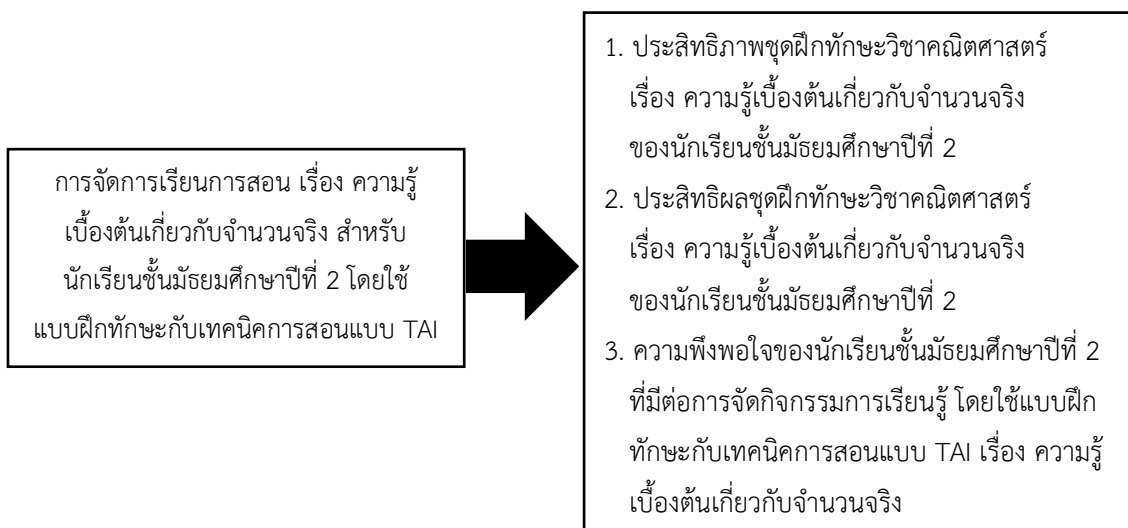 การจัดการเรียนการสอน เรื่อง ความรู้
เบื้องต้นเกี่ยวกับจำนวนจริง สำหรับ
นักเรียนชั้นมัธยมศึกษาปีที่ 2 โดยใช้
แบบฝึกทักษะกับเทคนิคการสอนแบบ TAI
1. ประสิทธิภาพชุดฝึกทักษะวิชาคณิตศาสตร์
เรื่อง ความรู้เบื้องต้นเกี่ยวกับจำนวนจริง
ของนักเรียนชั้นมัธยมศึกษาปีที่ 2
2. ประสิทธิผลชุดฝึกทักษะวิชาคณิตศาสตร์
เรื่อง ความรู้เบื้องต้นเกี่ยวกับจำนวนจริง
ของนักเรียนชั้นมัธยมศึกษาปีที่ 2
3. ความพึงพอใจของนักเรียนชั้นมัธยมศึกษาปีที่ 2
ที่มีต่อการจัดกิจกรรมการเรียนรู้ โดยใช้แบบฝึก
ทักษะกับเทคนิคการสอนแบบ TAI เรื่อง ความรู้
เบื้องต้นเกี่ยวกับจำนวนจริง